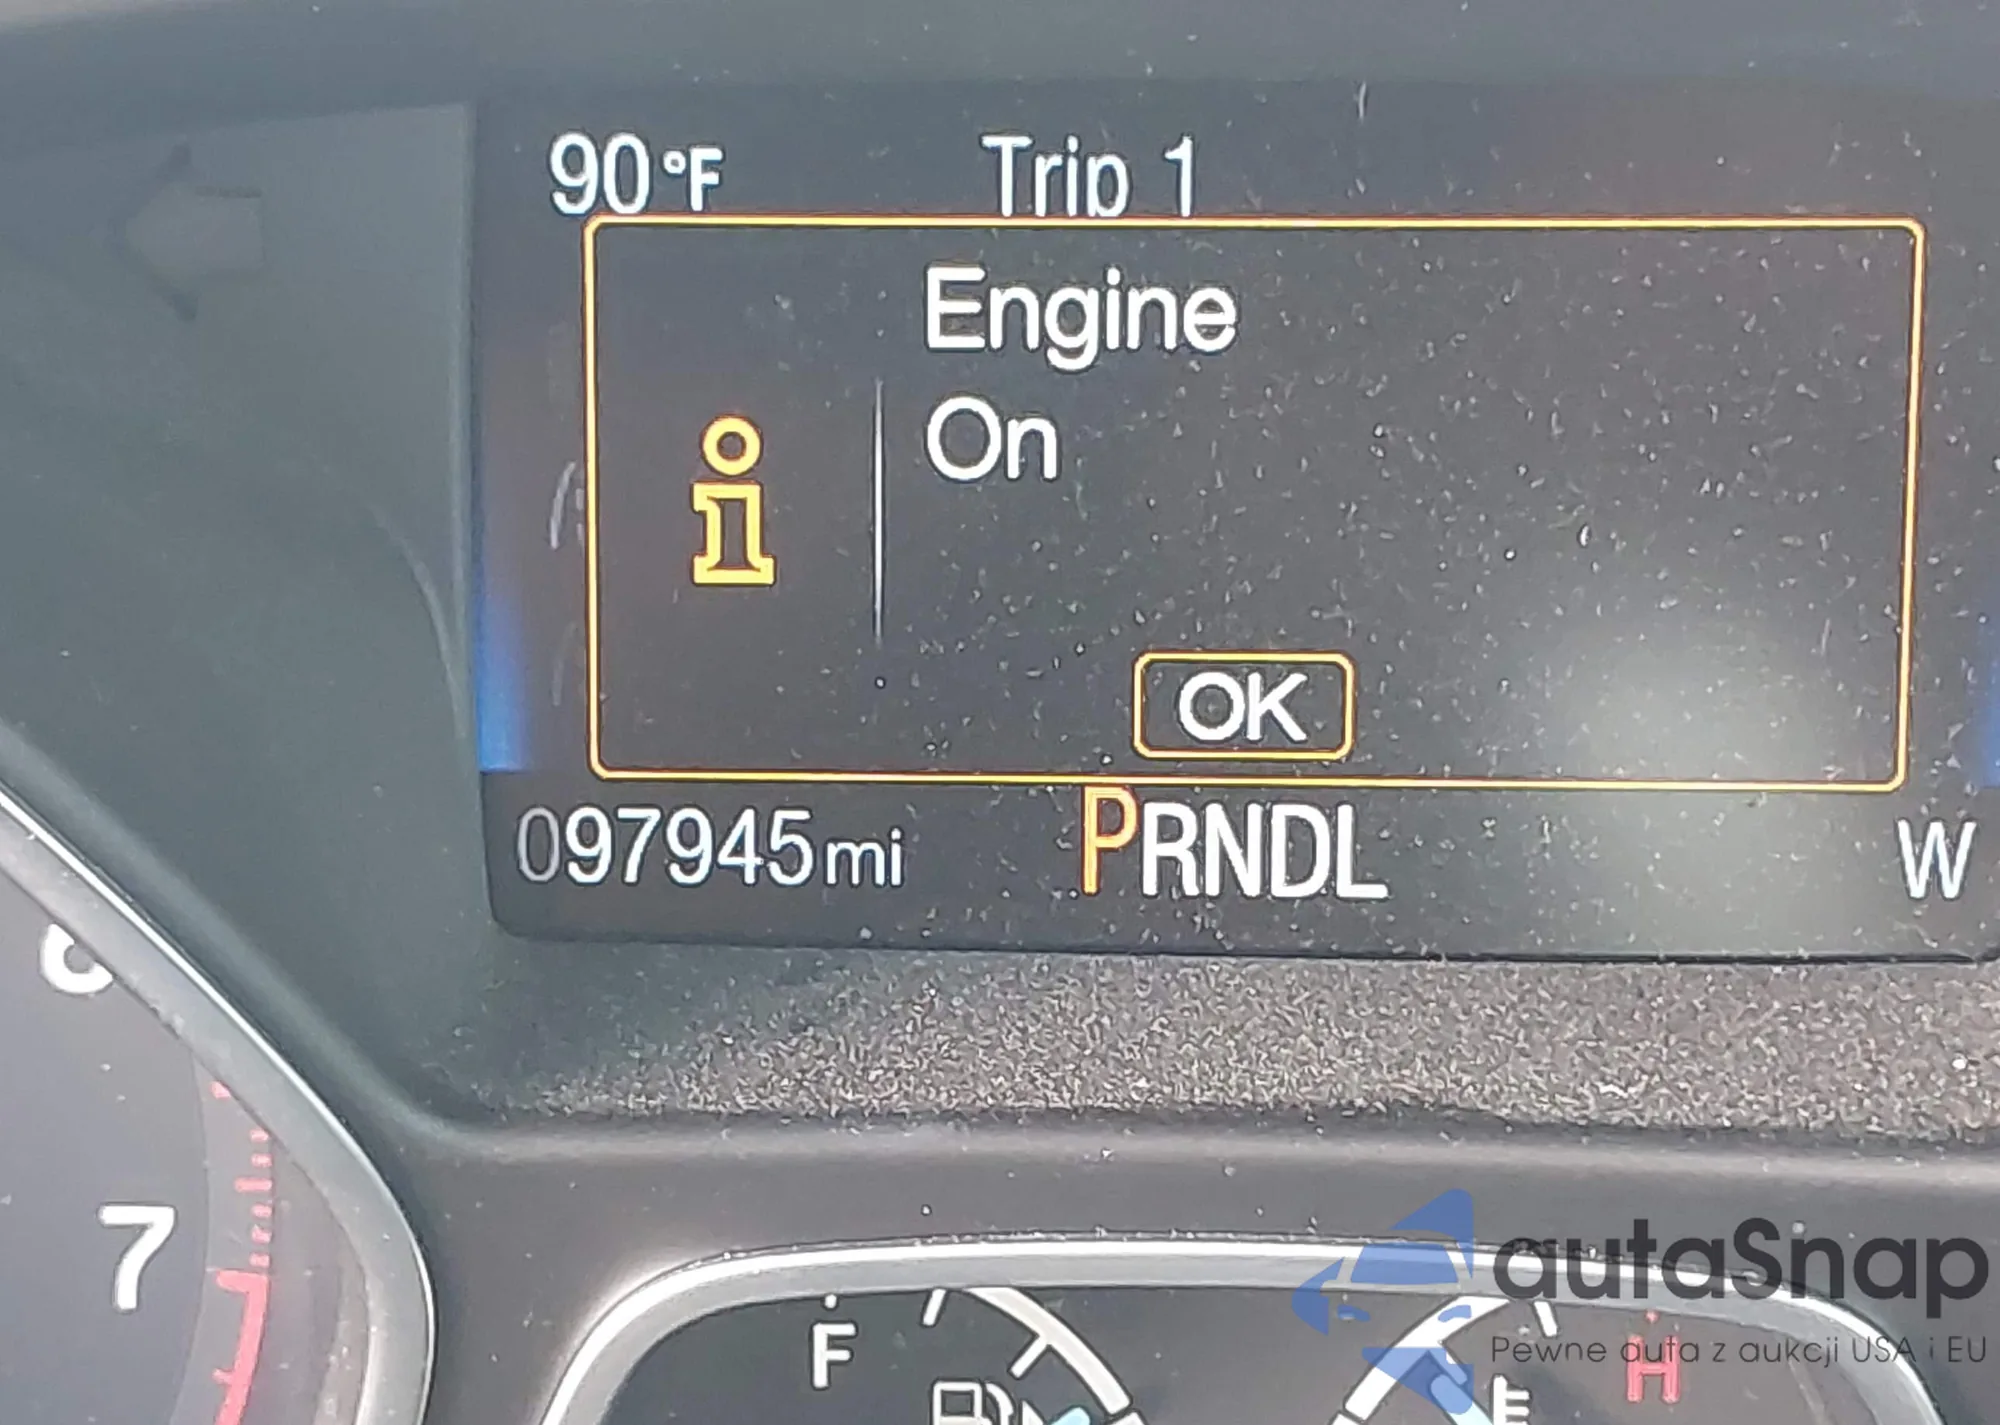 90°F Trip 1
Engine
On
OK
097945mi PRNDL W
7
F H
autaSnap
Pewne auta z aukcji USA i EU